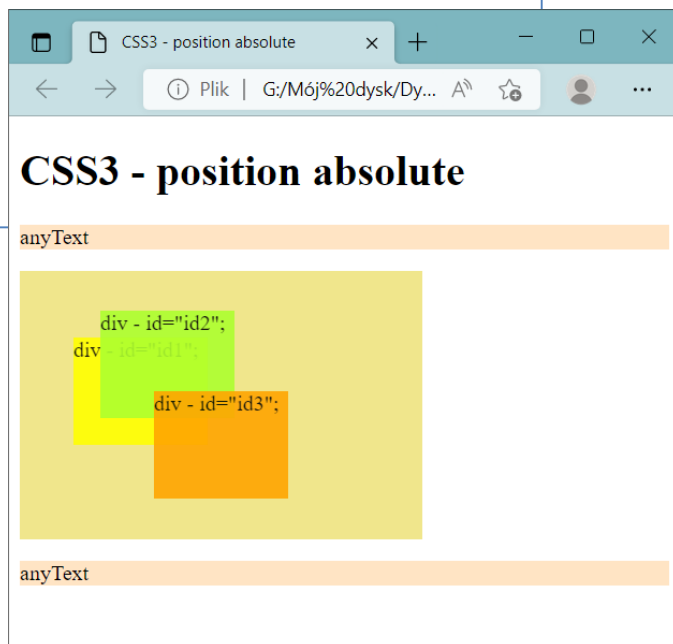 CSS3 - position absolute
Plik | G:/Mój%20dysk/Dy...
CSS3 - position absolute
anyText
div - id="id2";
div - id="id1";
div - id="id3";
anyText